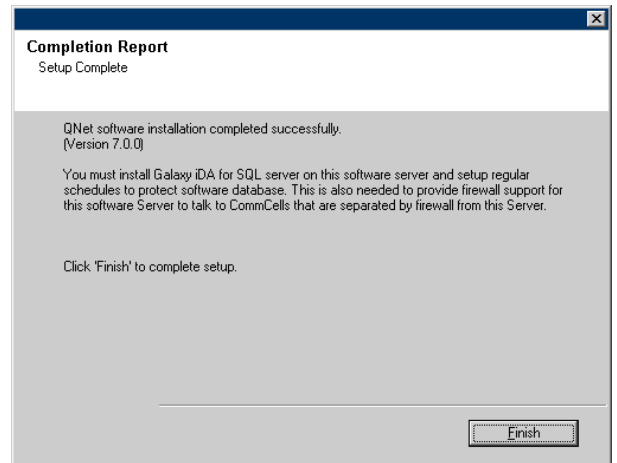 Completion Report
Setup Complete
QNet software installation completed successfully.
(Version 7.0.0)
You must install Galaxy iDA for SQL server on this software server and setup regular
schedules to protect software database. This is also needed to provide firewall support for
this software Server to talk to CommCells that are separated by firewall from this Server.
Click 'Finish' to complete setup.
Finish